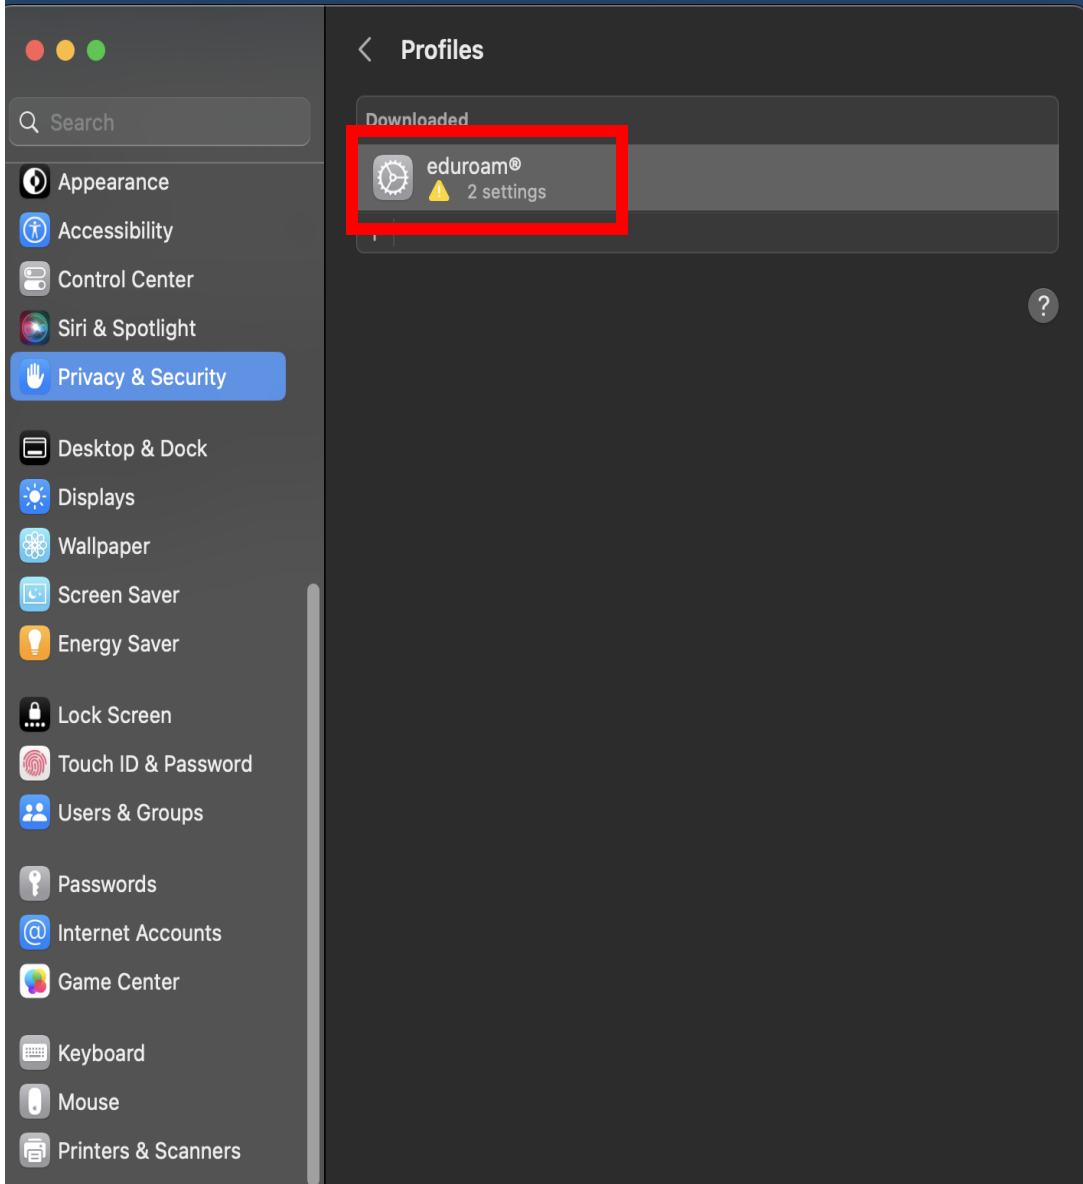 Profiles
Search
Downloaded
eduroam®
2 settings
?
Appearance
Accessibility
Control Center
Siri & Spotlight
Privacy & Security
Desktop & Dock
Displays
Wallpaper
Screen Saver
Energy Saver
Lock Screen
Touch ID & Password
Users & Groups
Passwords
Internet Accounts
Game Center
Keyboard
Mouse
Printers & Scanners